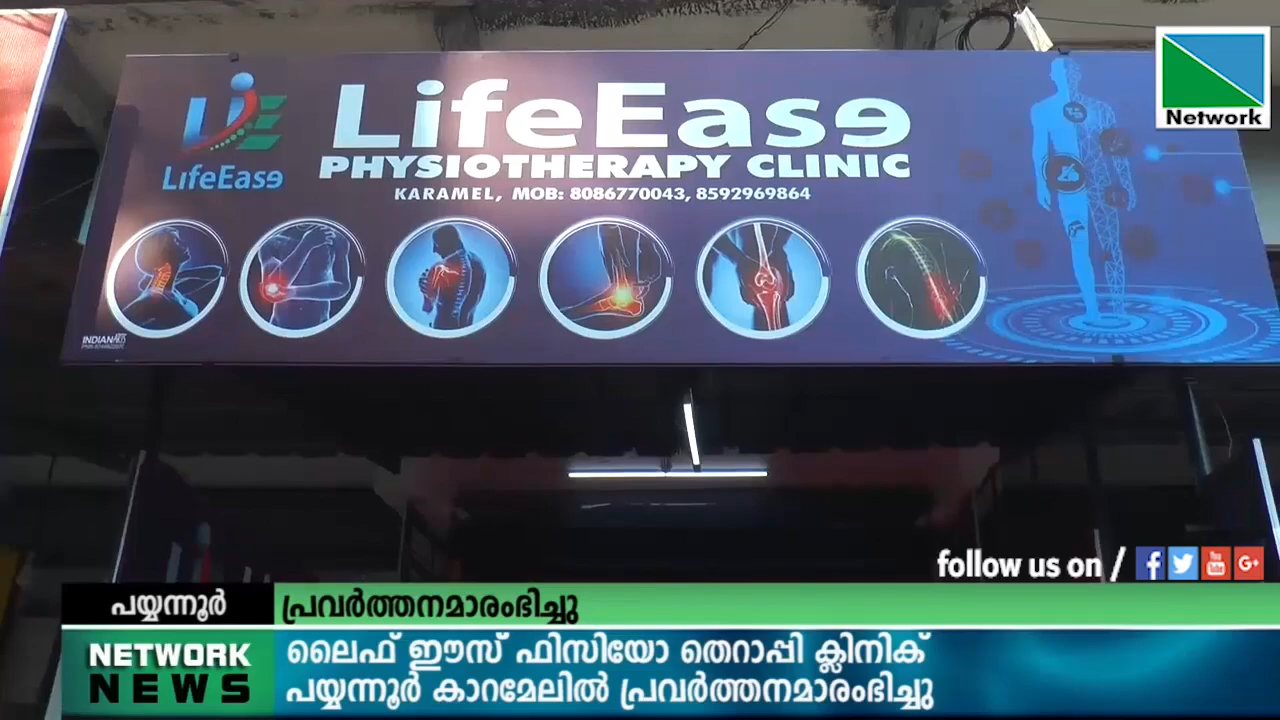 Network
LifeEase
LifeEase
PHYSIOTHERAPY CLINIC
KARAMEL, MOB: 8086770043, 8592969864
follow us on /
പയ്യന്നൂർ
പ്രവർത്തനമാരംഭിച്ചു
NETWORK NEWS
ലൈഫ് ഈസ് ഫിസിയോ തെറാപ്പി ക്ലിനിക്
പയ്യന്നൂർ കാറമേലിൽ പ്രവർത്തനമാരംഭിച്ചു